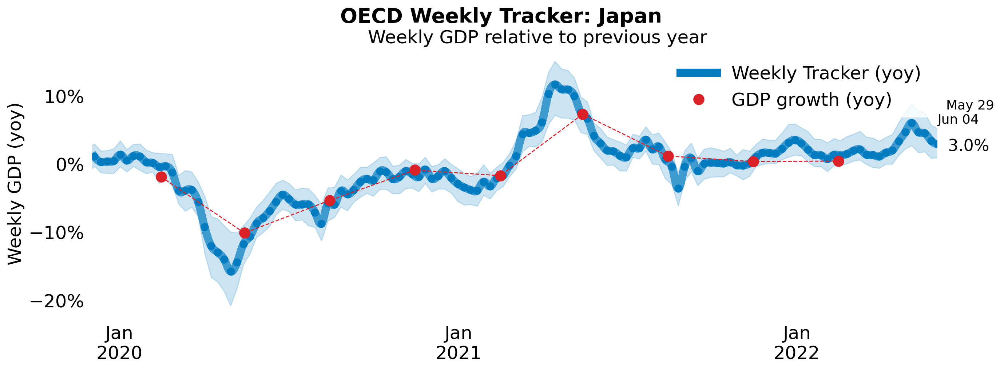 OECD Weekly Tracker: Japan
Weekly GDP relative to previous year
Weekly Tracker (yoy)
GDP growth (yoy)
May 29
Jun 04
3.0%
Weekly GDP (yoy)
10%
0%
−10%
−20%
Jan
2020
Jan
2021
Jan
2022